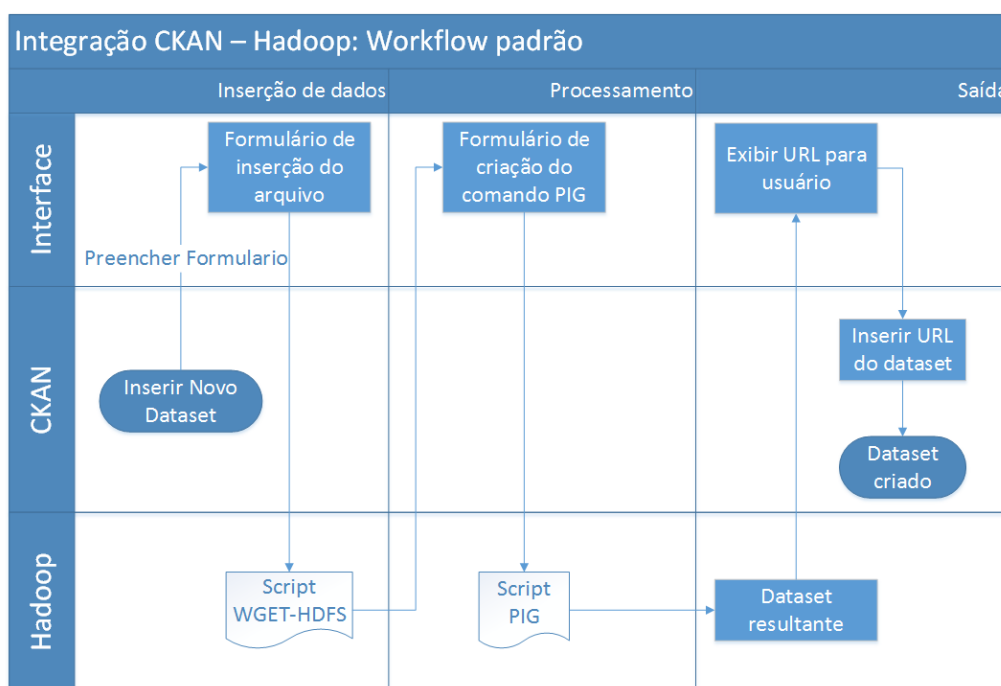 Integração CKAN – Hadoop: Workflow padrão
Inserção de dados
Processamento
Saída
Interface
Formulário de
inserção do
arquivo
Formulário de
criação do
comando PIG
Exibir URL para
usuário
Preencher Formulario
CKAN
Inserir Novo
Dataset
Inserir URL
do dataset
Dataset
criado
Hadoop
Script
WGET-HDFS
Script
PIG
Dataset
resultante